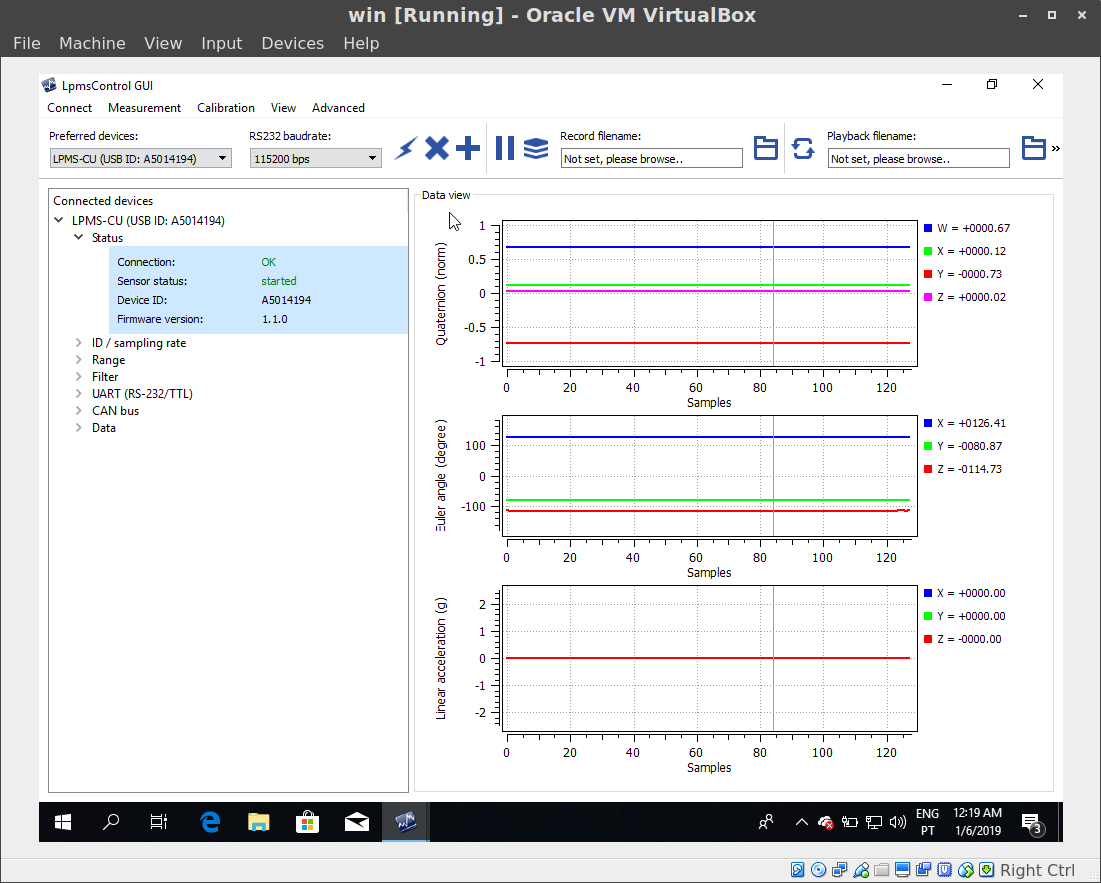 win [Running] - Oracle VM VirtualBox
File Machine View Input Devices Help
LpmsControl GUI
Connect Measurement Calibration View Advanced
Preferred devices:
LPMS-CU (USB ID: A5014194)
RS232 baudrate:
115200 bps
Record filename:
Not set, please browse..
Playback filename:
Not set, please browse..
»
Connected devices
LPMS-CU (USB ID: A5014194)
Status
Connection: OK
Sensor status: started
Device ID: A5014194
Firmware version: 1.1.0
ID / sampling rate
Range
Filter
UART (RS-232/TTL)
CAN bus
Data
Data view
Quaternion (norm)
1
0.5
0
-0.5
-1
0 20 40 60 80 100 120
Samples
W = +0000.67
X = +0000.12
Y = -0000.73
Z = +0000.02
Euler angle (degree)
100
0
-100
0 20 40 60 80 100 120
Samples
X = +0126.41
Y = -0080.87
Z = -0114.73
Linear acceleration (g)
2
1
0
-1
-2
0 20 40 60 80 100 120
Samples
X = +0000.00
Y = +0000.00
Z = -0000.00
ENG
PT
12:19 AM
1/6/2019
3
Right Ctrl